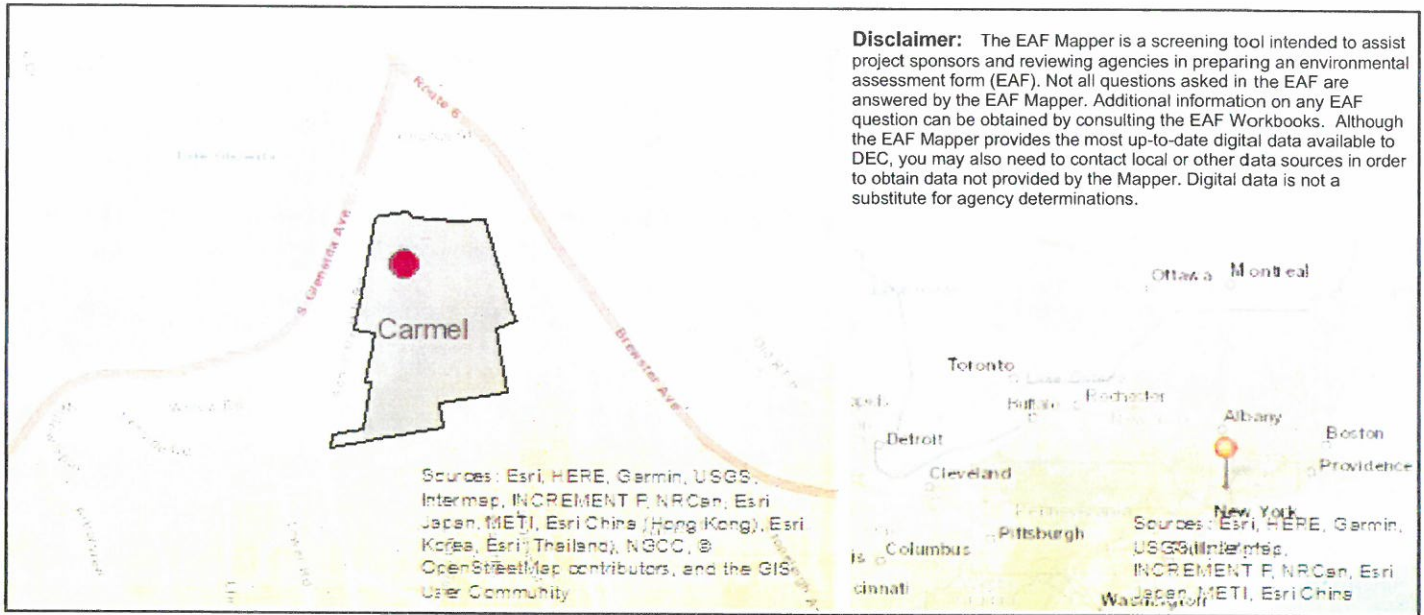 Disclaimer: The EAF Mapper is a screening tool intended to assist
project sponsors and reviewing agencies in preparing an environmental
assessment form (EAF). Not all questions asked in the EAF are
answered by the EAF Mapper. Additional information on any EAF
question can be obtained by consulting the EAF Workbooks. Although
the EAF Mapper provides the most up-to-date digital data available to
DEC, you may also need to contact local or other data sources in order
to obtain data not provided by the Mapper. Digital data is not a
substitute for agency determinations.
Route 6
S. Gleneida Ave
Carmel
Brewster Ave
Sources: Esri, HERE, Garmin, USGS,
Intermap, INCREMENT P, NRCan, Esri
Japan, METI, Esri China (Hong Kong), Esri
Korea, Esri (Thailand), NGCC, ©
OpenStreetMap contributors, and the GIS
User Community
Ottawa
Montreal
Toronto
Buffalo
Rochester
Albany
Boston
Detroit
Providence
Cleveland
New York
Pittsburgh
Columbus
cinnati
Washington
Sources: Esri, HERE, Garmin,
USGS, Intermap,
INCREMENT P, NRCan, Esri
Japan, METI, Esri China